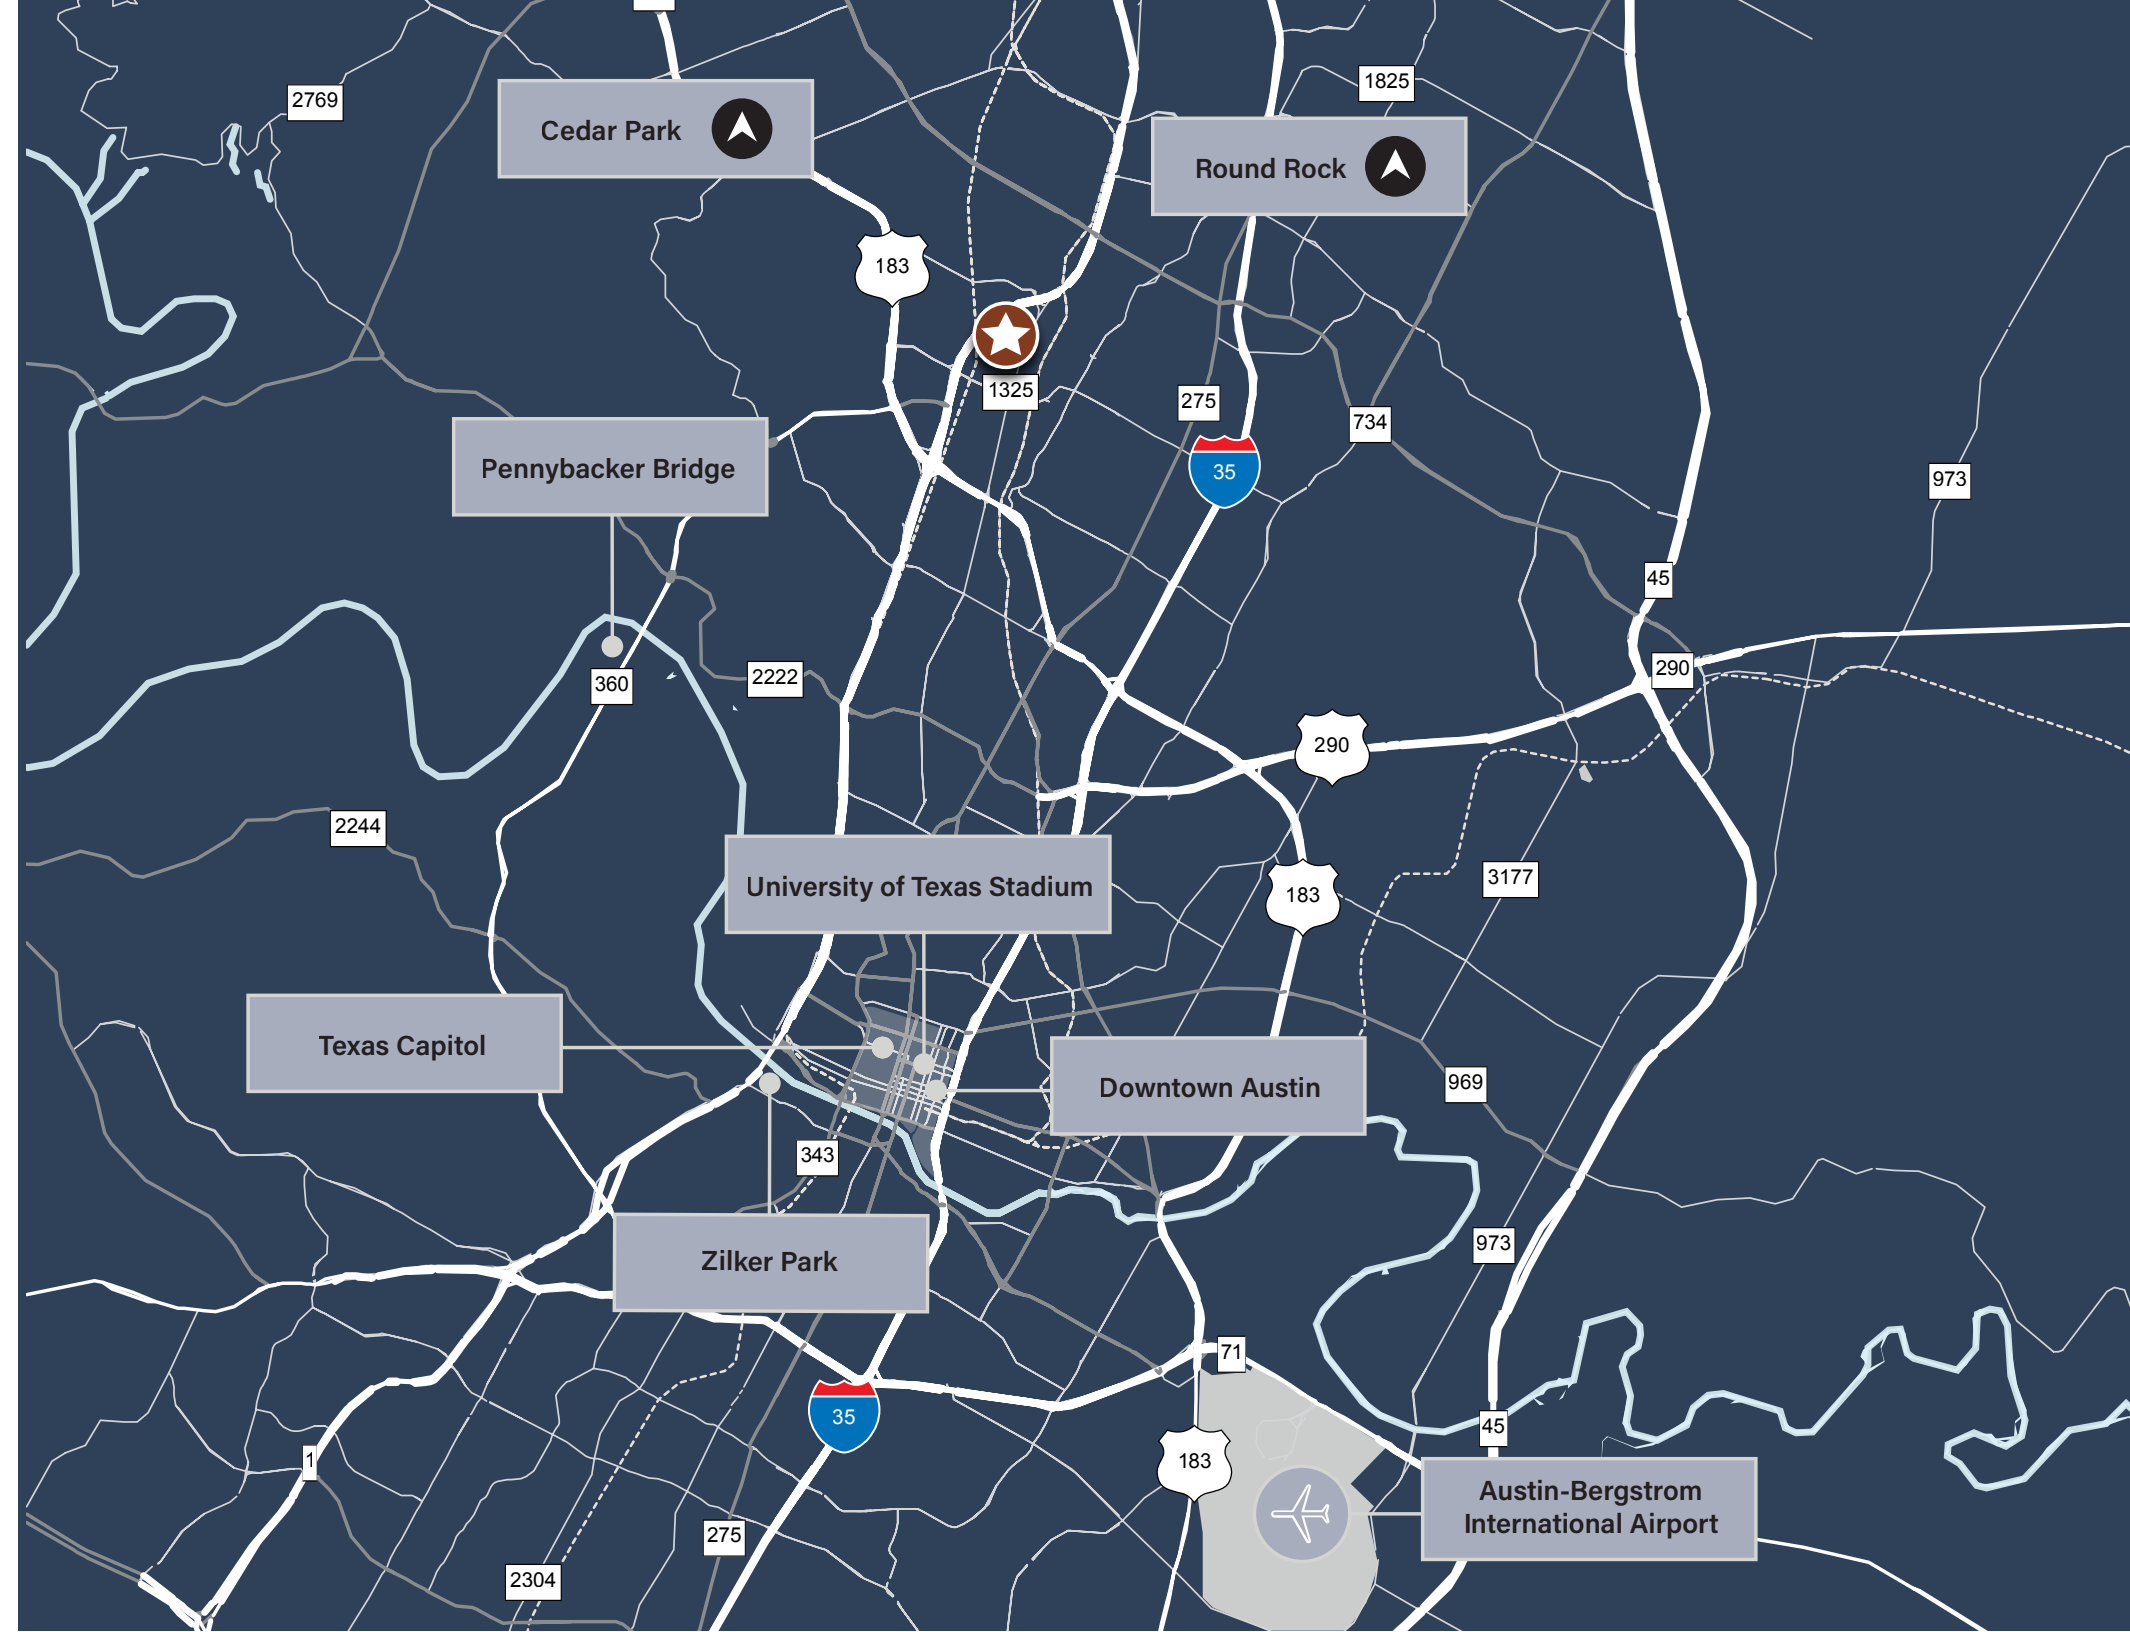 1825
2769
Cedar Park
Round Rock
183
1325
275
734
Pennybacker Bridge
35
973
45
290
2222
360
290
2244
3177
University of Texas Stadium
183
Texas Capitol
969
Downtown Austin
343
973
Zilker Park
71
35
45
1
183
Austin-Bergstrom
International Airport
275
2304